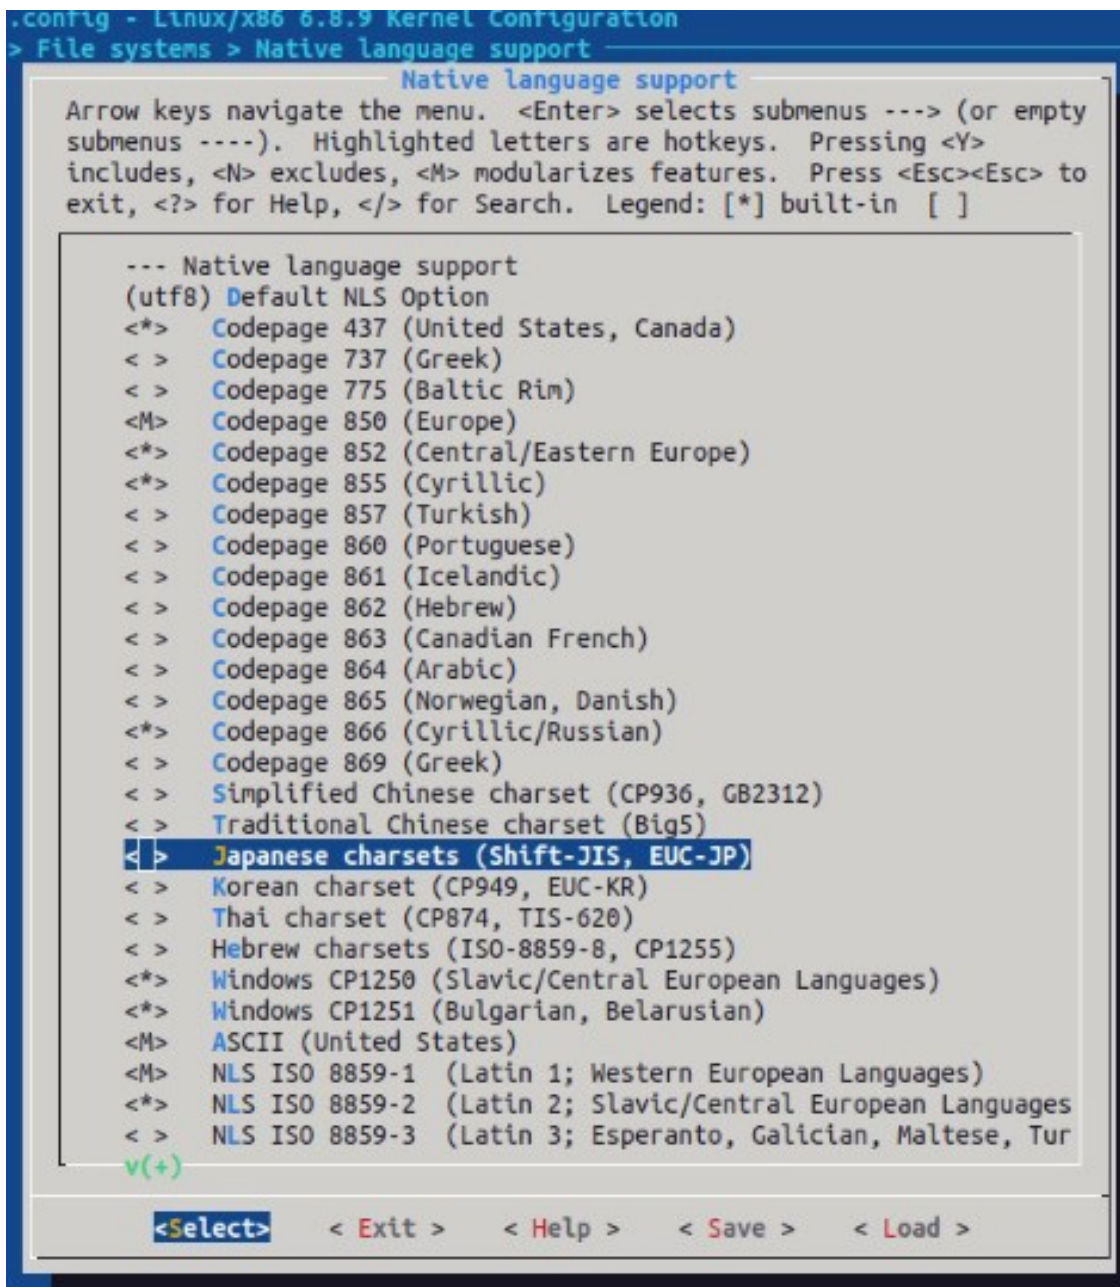 .config - Linux/x86 6.8.9 Kernel Configuration
> File systems > Native language support
Native language support
Arrow keys navigate the menu.  <Enter> selects submenus ---> (or empty
submenus ----).  Highlighted letters are hotkeys.  Pressing <Y>
includes, <N> excludes, <M> modularizes features.  Press <Esc><Esc> to
exit, <?> for Help, </> for Search.  Legend: [*] built-in  [ ]
--- Native language support
(utf8) Default NLS Option
<*>   Codepage 437 (United States, Canada)
< >   Codepage 737 (Greek)
< >   Codepage 775 (Baltic Rim)
<M>   Codepage 850 (Europe)
<*>   Codepage 852 (Central/Eastern Europe)
<*>   Codepage 855 (Cyrillic)
< >   Codepage 857 (Turkish)
< >   Codepage 860 (Portuguese)
< >   Codepage 861 (Icelandic)
< >   Codepage 862 (Hebrew)
< >   Codepage 863 (Canadian French)
< >   Codepage 864 (Arabic)
< >   Codepage 865 (Norwegian, Danish)
<*>   Codepage 866 (Cyrillic/Russian)
< >   Codepage 869 (Greek)
< >   Simplified Chinese charset (CP936, GB2312)
< >   Traditional Chinese charset (Big5)
< >   Japanese charsets (Shift-JIS, EUC-JP)
< >   Korean charset (CP949, EUC-KR)
< >   Thai charset (CP874, TIS-620)
< >   Hebrew charsets (ISO-8859-8, CP1255)
<*>   Windows CP1250 (Slavic/Central European Languages)
<*>   Windows CP1251 (Bulgarian, Belarusian)
<M>   ASCII (United States)
<M>   NLS ISO 8859-1  (Latin 1; Western European Languages)
<*>   NLS ISO 8859-2  (Latin 2; Slavic/Central European Languages
< >   NLS ISO 8859-3  (Latin 3; Esperanto, Galician, Maltese, Tur
v(+)
<Select>    < Exit >    < Help >    < Save >    < Load >